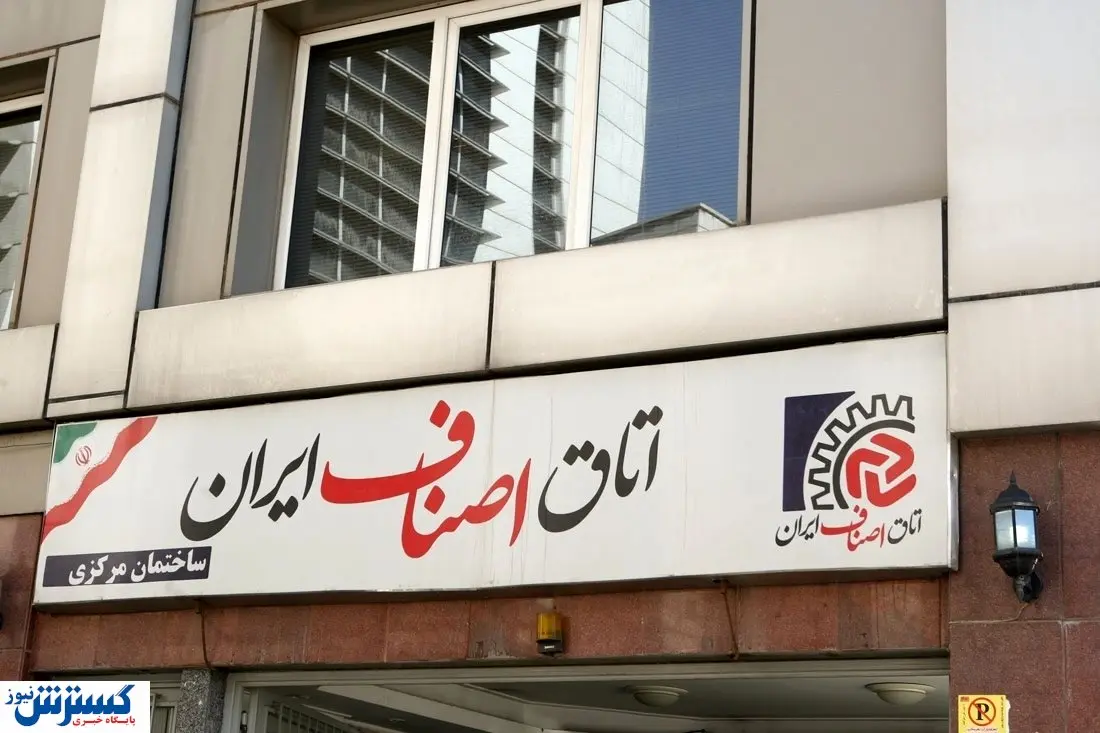 اتاق اصناف ایران
اتاق اصناف ایران
ساختمان مرکزی
P
گسترش نیوز
پایگاه خبری